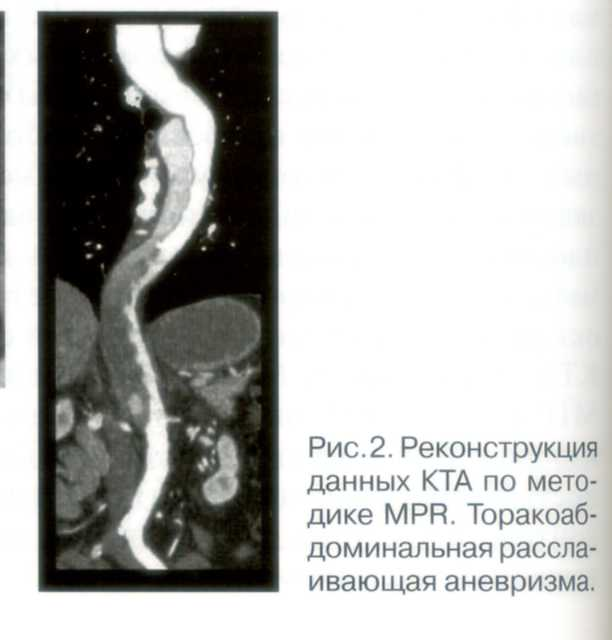 Рис.2. Реконструкция
данных КТА по мето-
дике MPR. Торакоаб-
доминальная рассла-
ивающая аневризма.